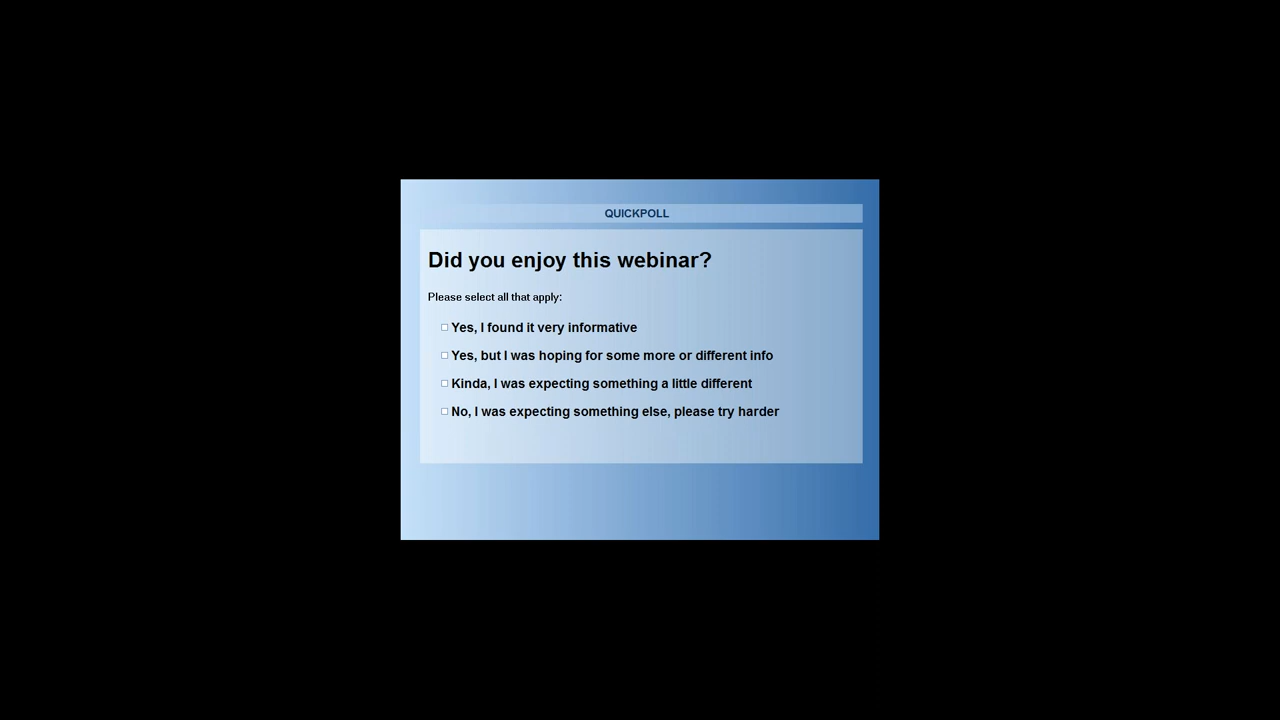 QUICKPOLL
Did you enjoy this webinar?
Please select all that apply:
Yes, I found it very informative
Yes, but I was hoping for some more or different info
Kinda, I was expecting something a little different
No, I was expecting something else, please try harder